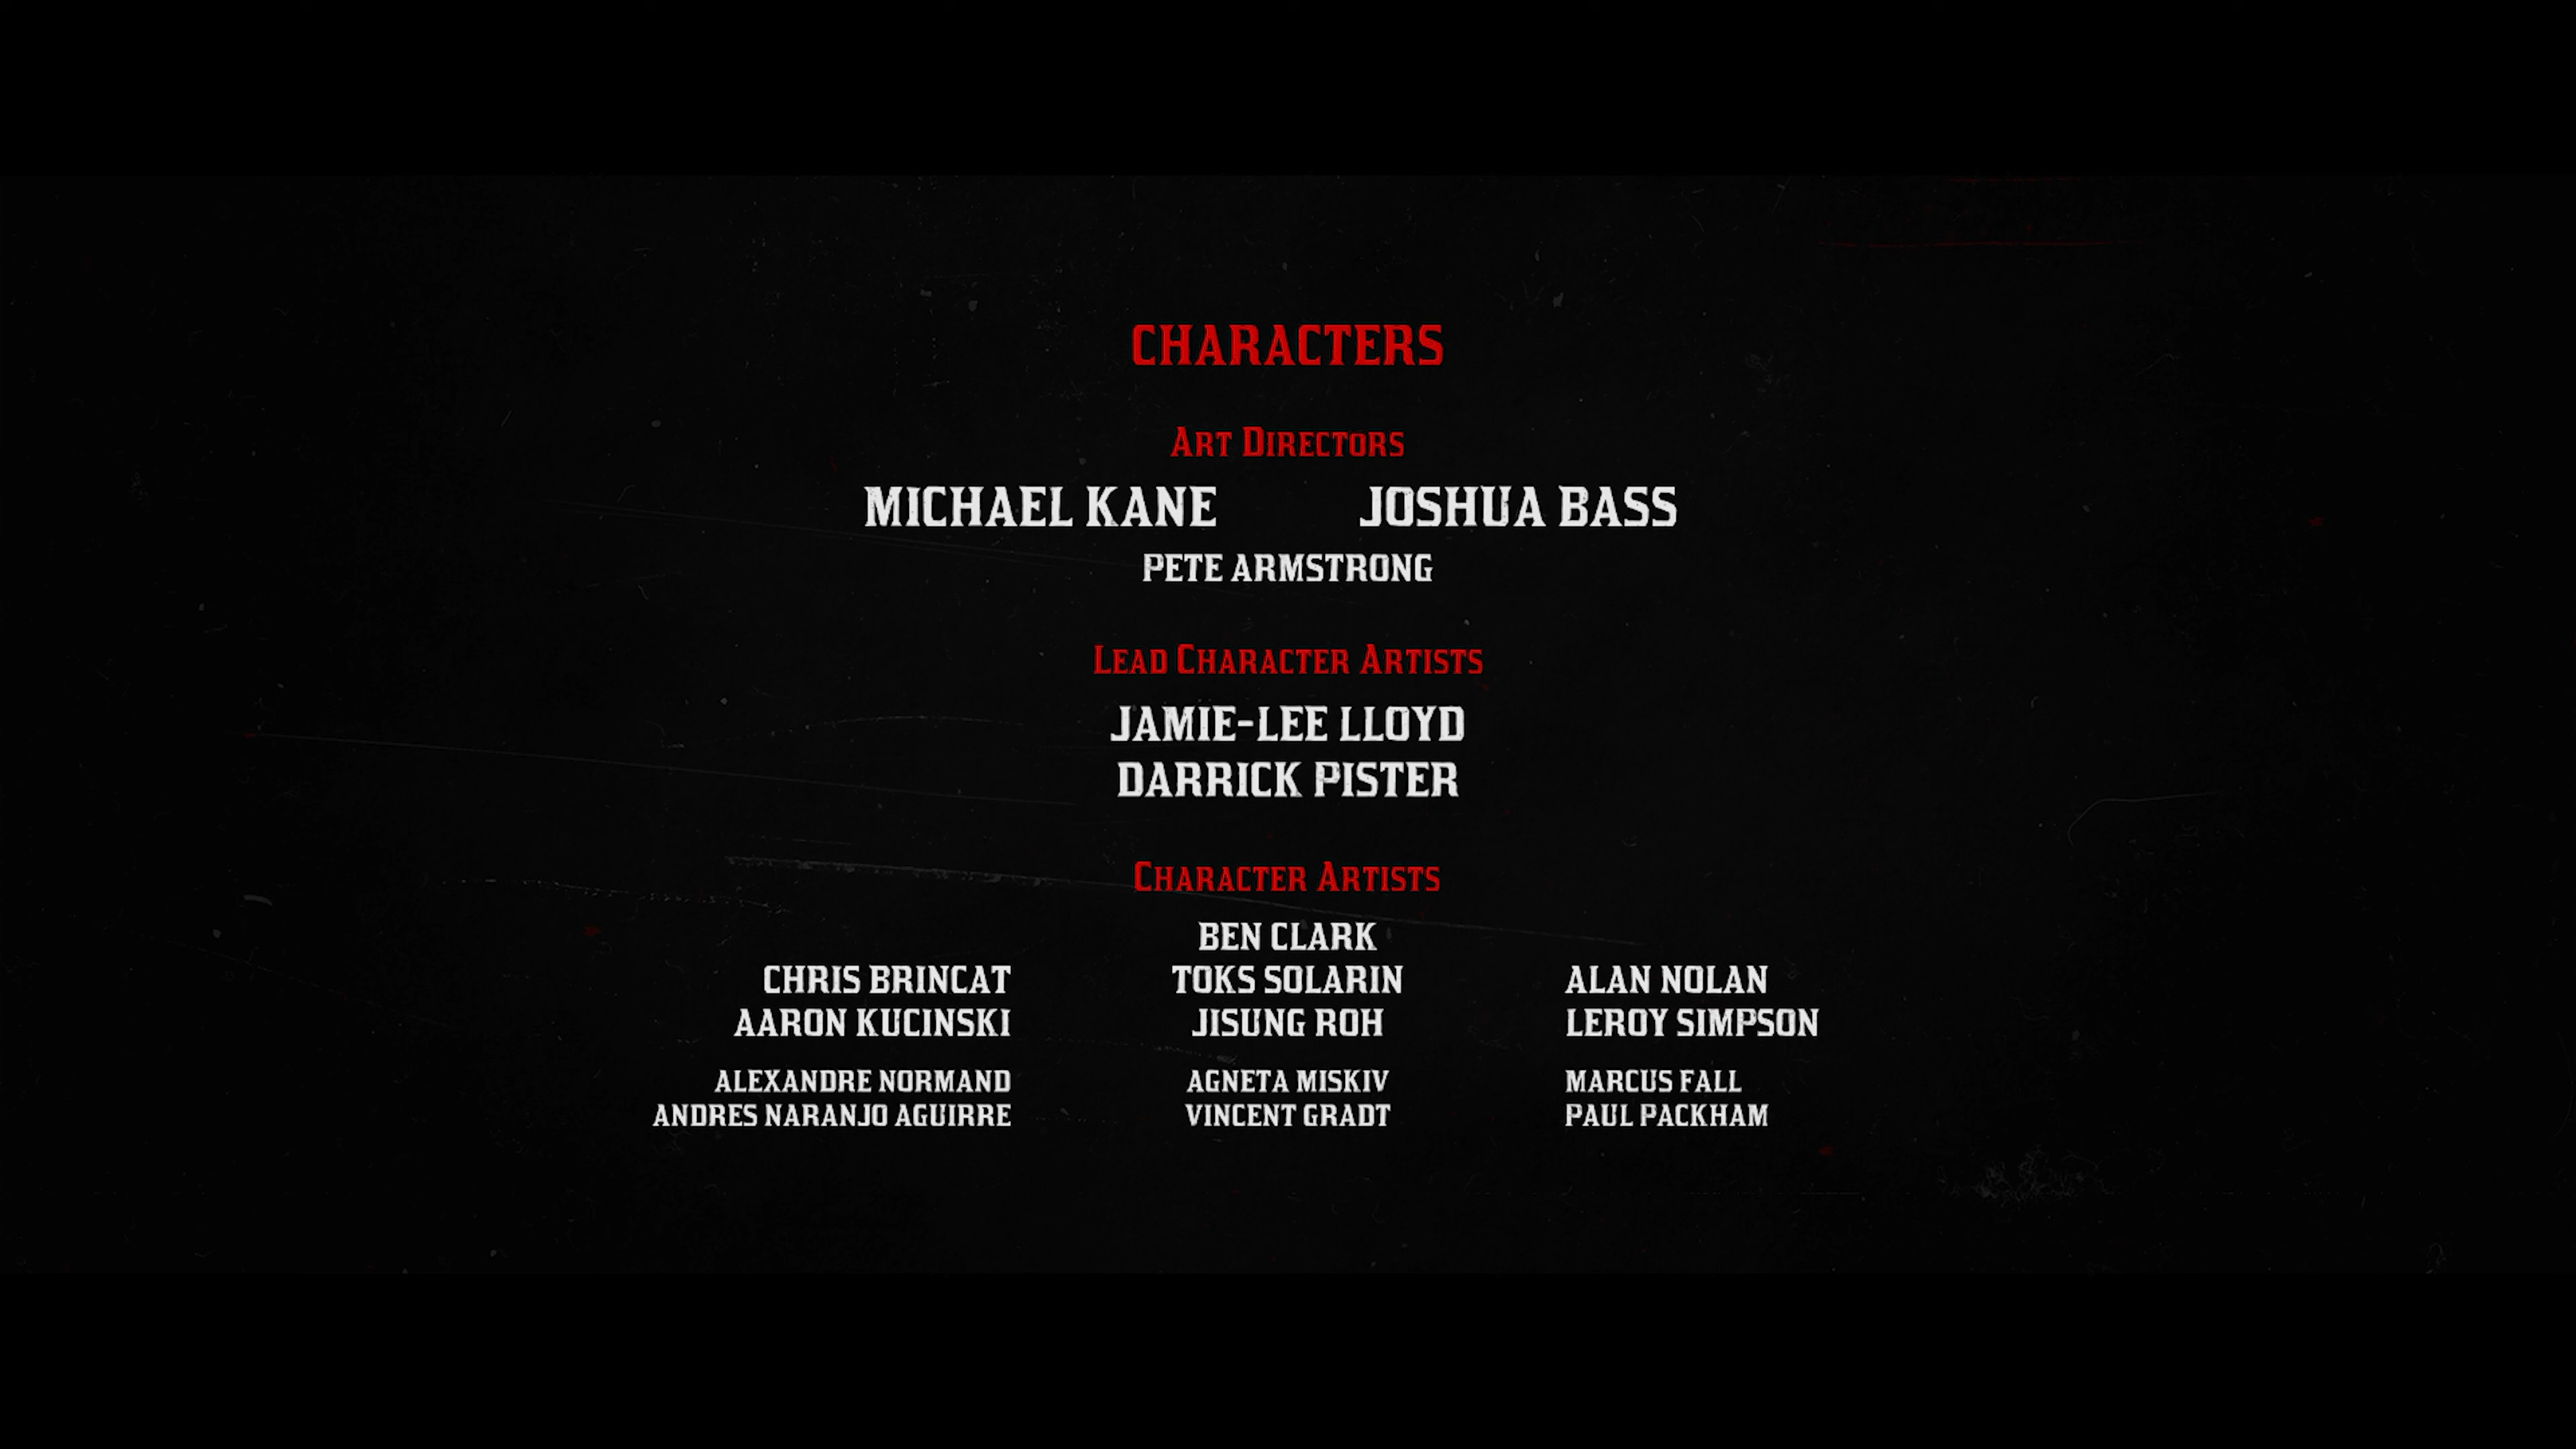 CHARACTERS
ART DIRECTORS
MICHAEL KANE JOSHUA BASS
PETE ARMSTRONG
LEAD CHARACTER ARTISTS
JAMIE-LEE LLOYD
DARRICK PISTER
CHARACTER ARTISTS
BEN CLARK
CHRIS BRINCAT TOKS SOLARIN ALAN NOLAN
AARON KUCINSKI JISUNG ROH LEROY SIMPSON
ALEXANDRE NORMAND AGNETA MISKIV MARCUS FALL
ANDRES NARANJO AGUIRRE VINCENT GRADT PAUL PACKHAM